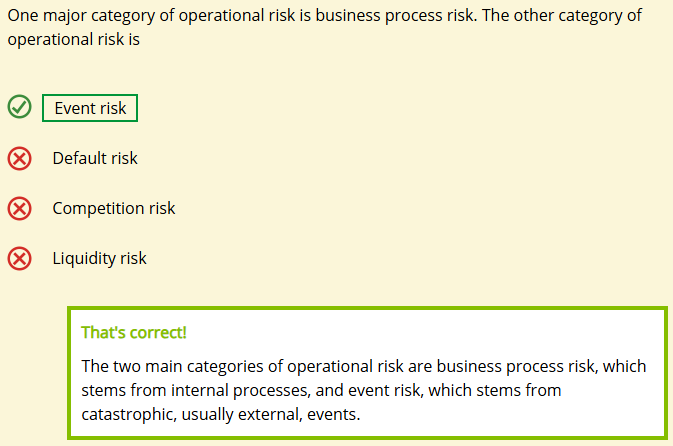 One major category of operational risk is business process risk. The other category of
operational risk is
Event risk
Default risk
Competition risk
Liquidity risk
That's correct!
The two main categories of operational risk are business process risk, which
stems from internal processes, and event risk, which stems from
catastrophic, usually external, events.